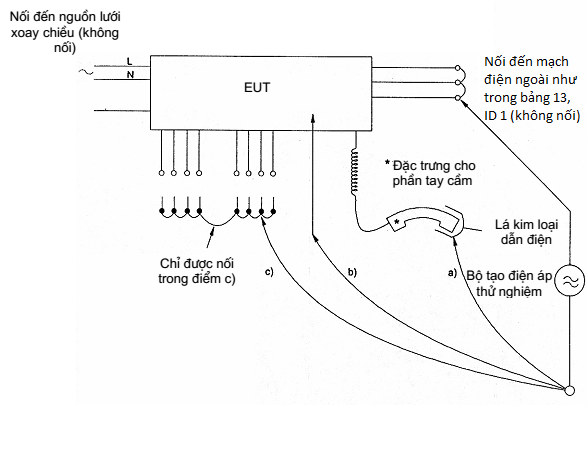 Nối đến nguồn lưới
xoay chiều (không
nối)
L
N
EUT
Nối đến mạch
điện ngoài như
trong bảng 13,
ID 1 (không nối)
* Đặc trưng cho
phần tay cầm
*
Lá kim loại
dẫn điện
Chỉ được nối
trong điểm c)
c)
b)
a)
Bộ tạo điện áp
thử nghiệm